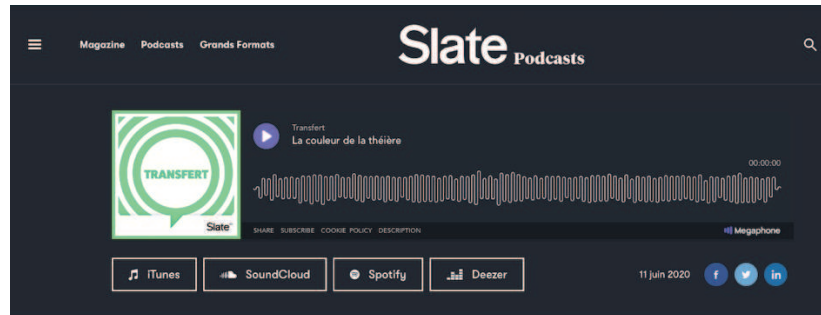 Magazine Podcasts Grands Formats
Slate Podcasts
Transfert
La couleur de la théière
TRANSFERT
00:00:00
Slate
SHARE SUBSCRIBE COOKIE POLICY DESCRIPTION
Megaphone
iTunes SoundCloud Spotify Deezer
11 juin 2020
f in